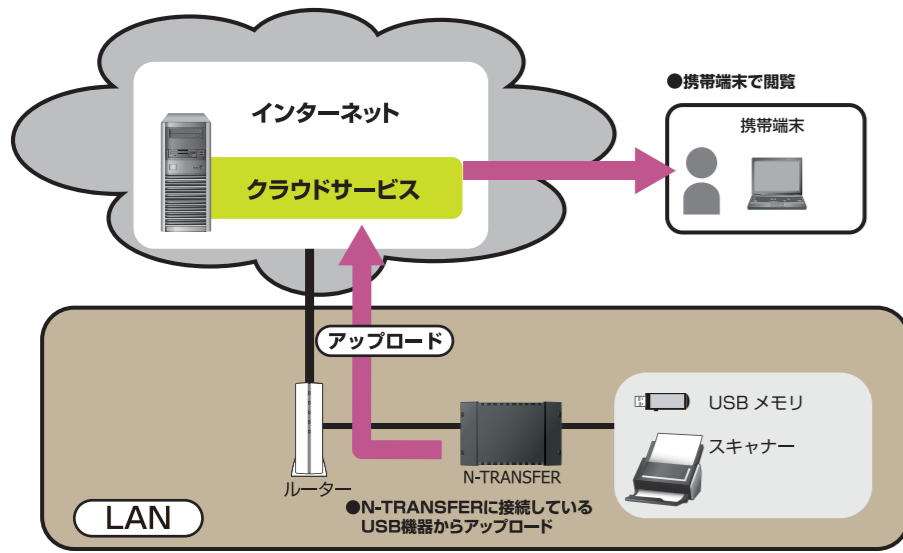 インターネット
クラウドサービス
●携帯端末で閲覧
携帯端末
アップロード
USB メモリ
スキャナー
N-TRANSFER
ルーター
●N-TRANSFERに接続している
USB機器からアップロード
LAN